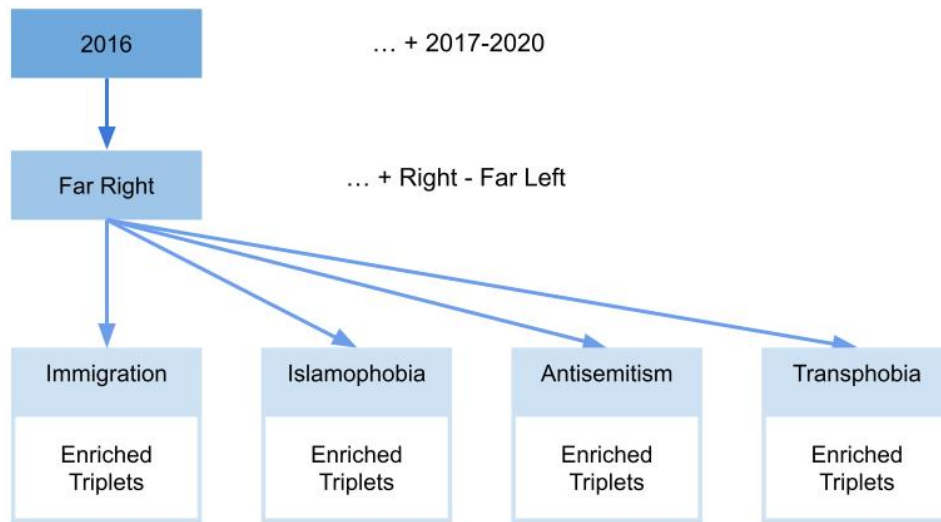 2016
… + 2017-2020
Far Right
… + Right - Far Left
Immigration
Islamophobia
Antisemitism
Transphobia
Enriched
Triplets
Enriched
Triplets
Enriched
Triplets
Enriched
Triplets